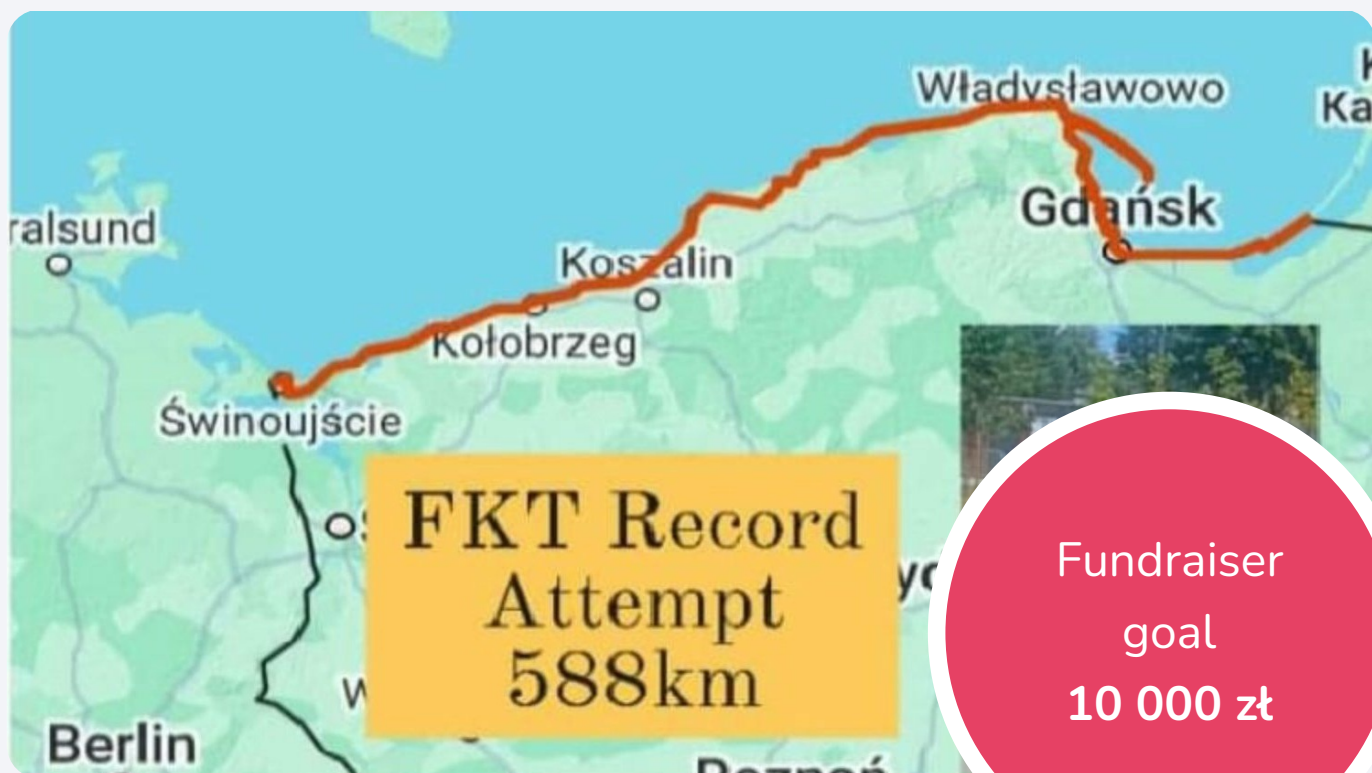 Władysławowo
Gdańsk
ralsund
Koszalin
Kołobrzeg
Świnoujście
FKT Record
Attempt
588km
Fundraiser
goal
10 000 zł
Berlin